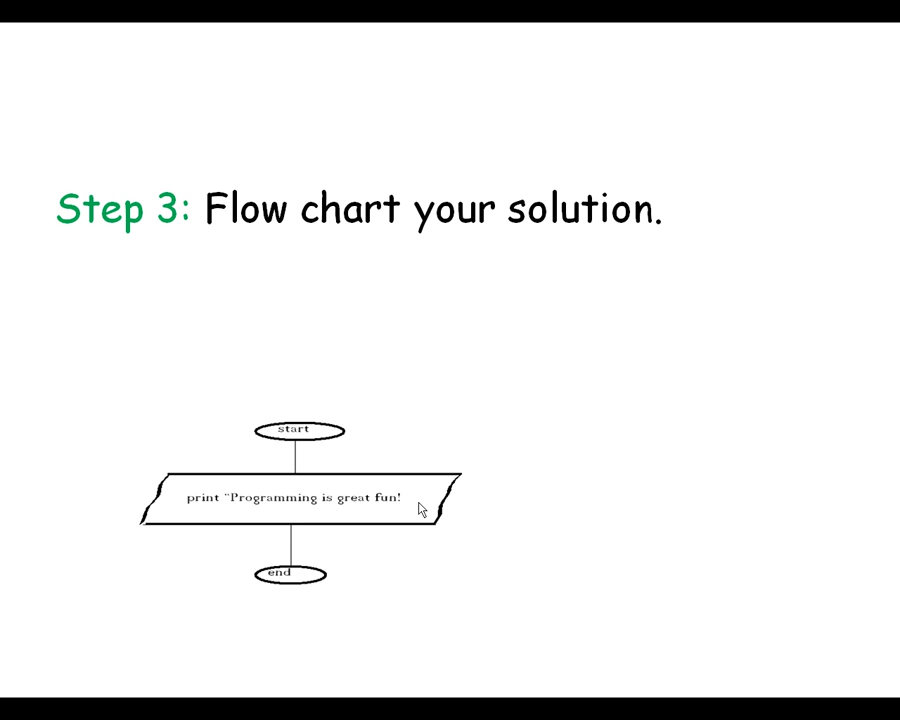 Step 3: Flow chart your solution.
start
print "Programming is great fun!
end